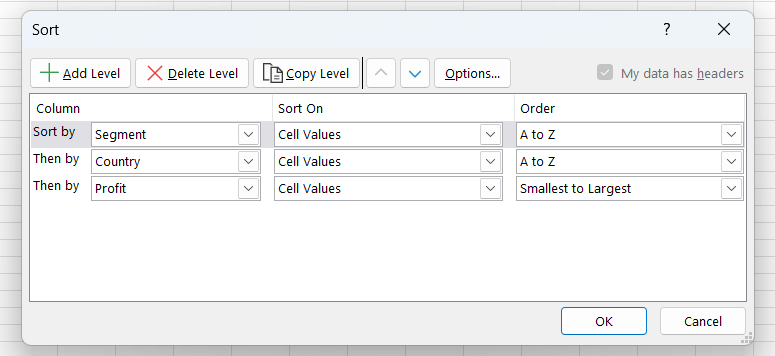 Sort ? ×
Add Level Delete Level Copy Level Options... My data has headers
Column Sort On Order
Sort by Segment Cell Values A to Z
Then by Country Cell Values A to Z
Then by Profit Cell Values Smallest to Largest
OK Cancel